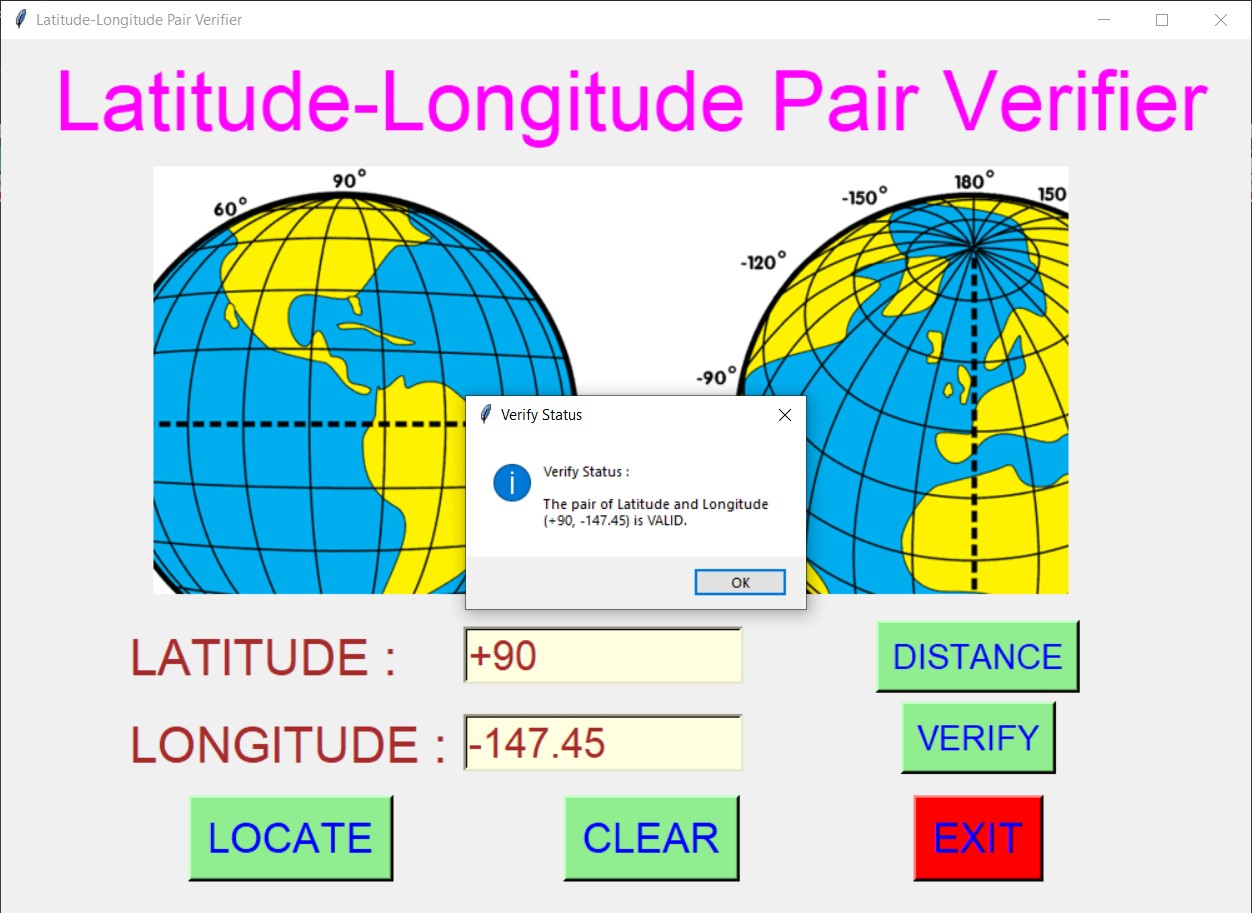 Latitude-Longitude Pair Verifier
Latitude-Longitude Pair Verifier
90°
60°
180°
-150°
150
-120°
-90°
Verify Status
Verify Status :
The pair of Latitude and Longitude
(+90, -147.45) is VALID.
OK
LATITUDE :
+90
DISTANCE
LONGITUDE :
-147.45
VERIFY
LOCATE
CLEAR
EXIT